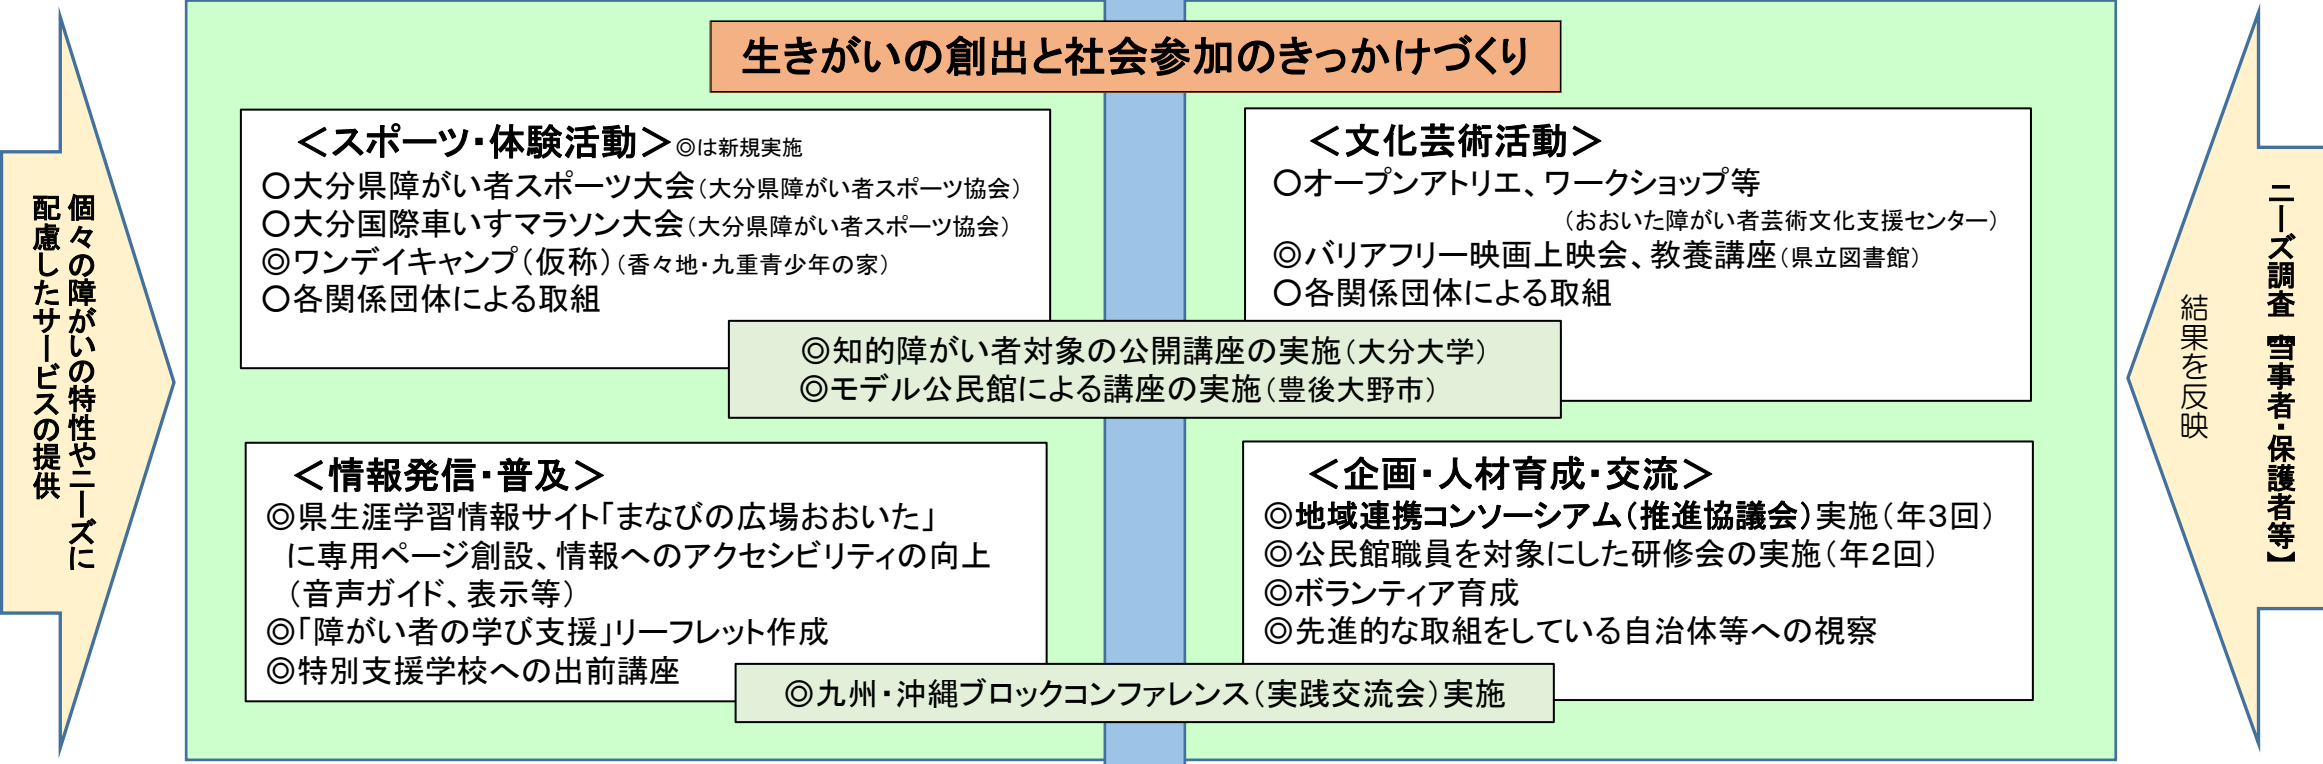 生きがいの創出と社会参加のきっかけづくり
個々の障がいの特性やニーズに
配慮したサービスの提供
＜スポーツ・体験活動＞◎は新規実施
○大分県障がい者スポーツ大会（大分県障がい者スポーツ協会）
○大分国際車いすマラソン大会（大分県障がい者スポーツ協会）
◎ワンデイキャンプ（仮称）（香々地・九重青少年の家）
○各関係団体による取組
＜文化芸術活動＞
○オープンアトリエ、ワークショップ等
（おおいた障がい者芸術文化支援センター）
◎バリアフリー映画上映会、教養講座（県立図書館）
○各関係団体による取組
◎知的障がい者対象の公開講座の実施（大分大学）
◎モデル公民館による講座の実施（豊後大野市）
＜情報発信・普及＞
◎県生涯学習情報サイト「まなびの広場おおいた」
に専用ページ創設、情報へのアクセシビリティの向上
（音声ガイド、表示等）
◎「障がい者の学び支援」リーフレット作成
◎特別支援学校への出前講座
＜企画・人材育成・交流＞
◎地域連携コンソーシアム（推進協議会）実施（年３回）
◎公民館職員を対象にした研修会の実施（年２回）
◎ボランティア育成
◎先進的な取組をしている自治体等への視察
◎九州・沖縄ブロックコンファレンス（実践交流会）実施
ニーズ調査【当事者・保護者等】
結果を反映